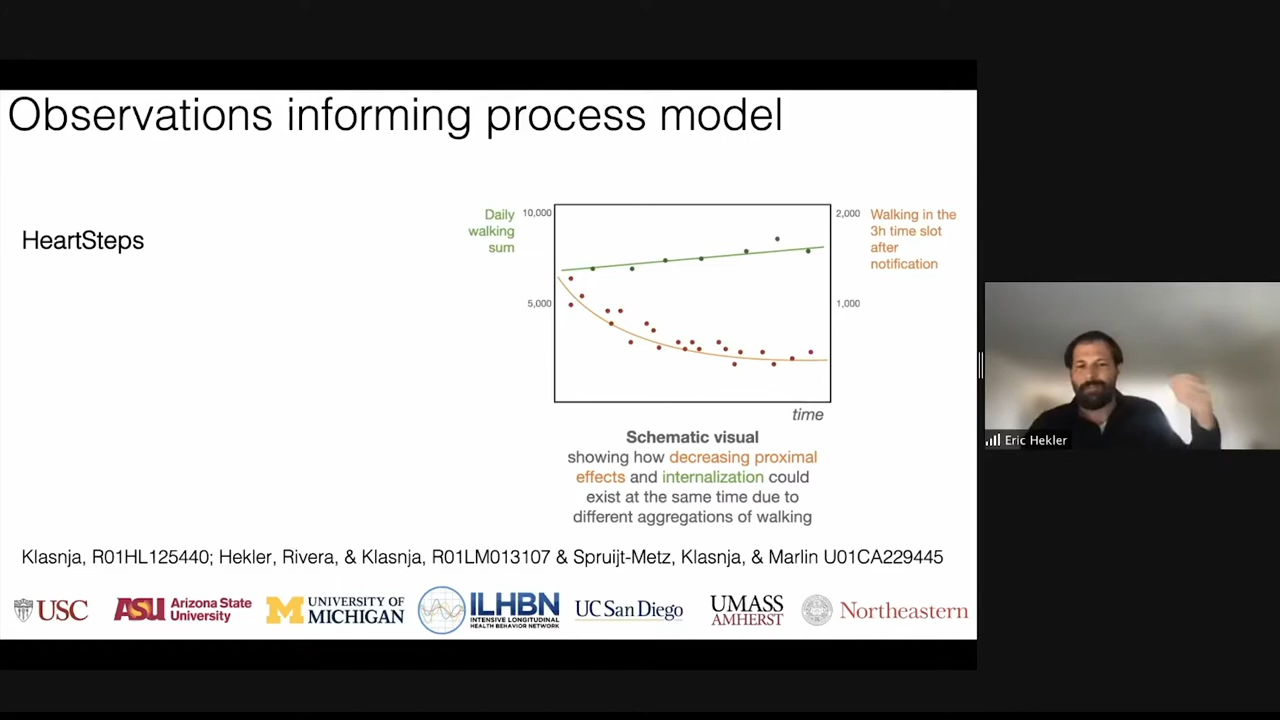 Observations informing process model
HeartSteps
Daily
walking
sum
10,000
5,000
2,000
1,000
Walking in the
3h time slot
after
notification
time
Schematic visual
showing how decreasing proximal
effects and internalization could
exist at the same time due to
different aggregations of walking
Klasnja, R01HL125440; Hekler, Rivera, & Klasnja, R01LM013107 & Spruijt-Metz, Klasnja, & Marlin U01CA229445
USC
ASU Arizona State
University
M UNIVERSITY OF
MICHIGAN
ILHBN
INTENSIVE LONGITUDINAL
HEALTH BEHAVIOR NETWORK
UC San Diego
UMASS
AMHERST
Northeastern
Eric Hekler